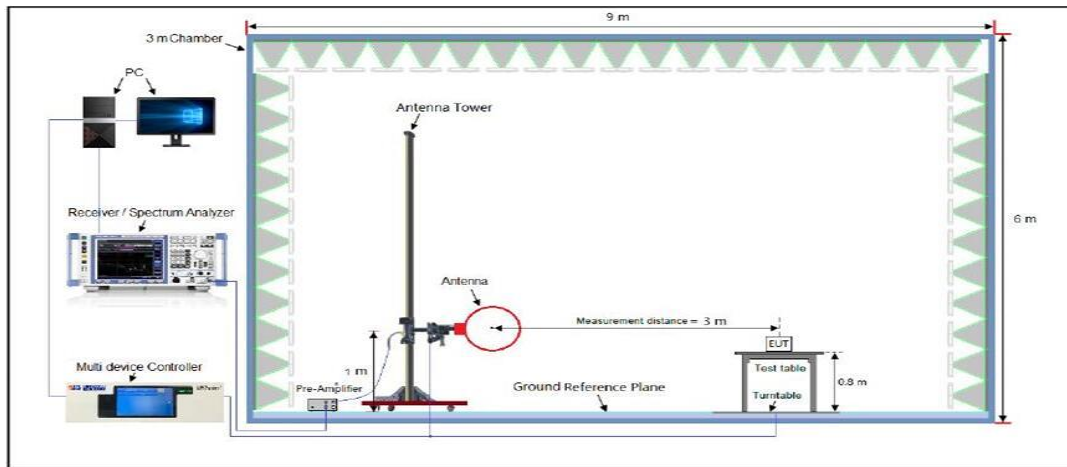 9 m
3 m Chamber
PC
Antenna Tower
Receiver / Spectrum Analyzer
6 m
Antenna
Measurement distance = 3 m
EUT
Multi device Controller
1 m
Pre-Amplifier
Ground Reference Plane
Test table
0.8 m
Turntable